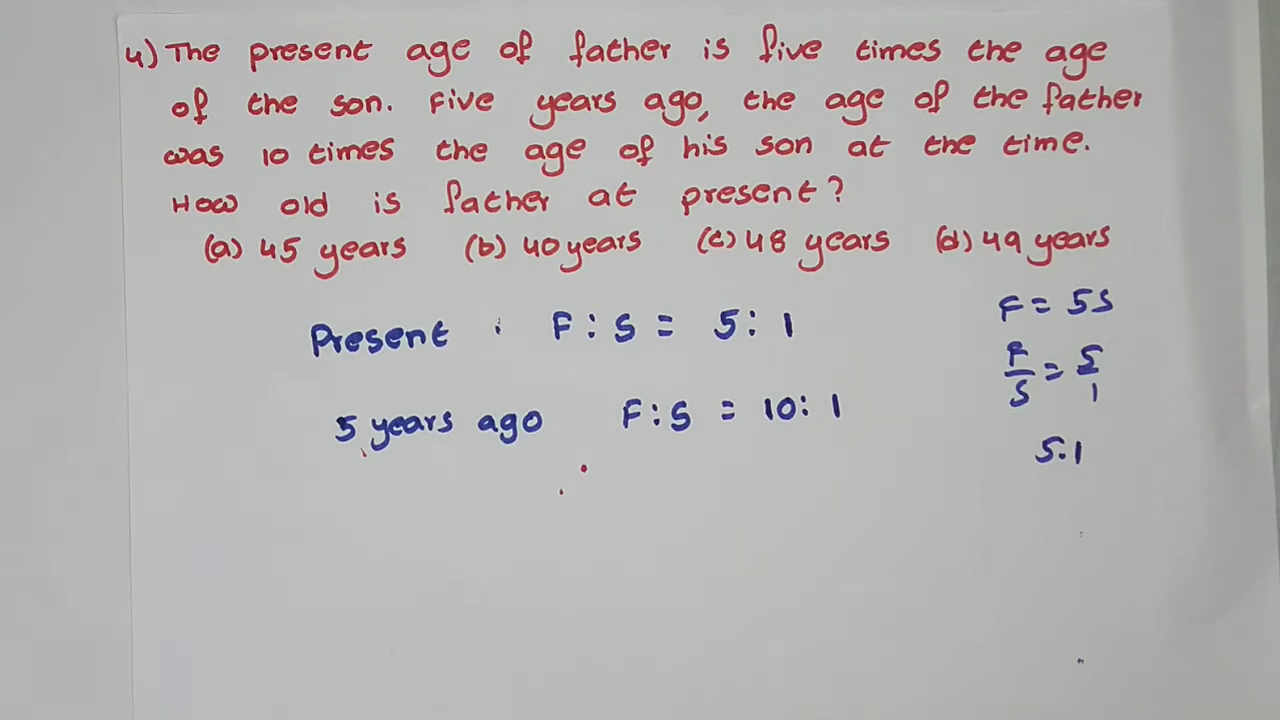 4) The present age of father is five times the age
of the son. Five years ago, the age of the father
was 10 times the age of his son at the time.
How old is father at present?
(a) 45 years (b) 40 years (c) 48 years (d) 49 years
Present : F:S = 5:1
5 years ago F:S = 10:1
F = 5S
F/S = 5/1
5:1